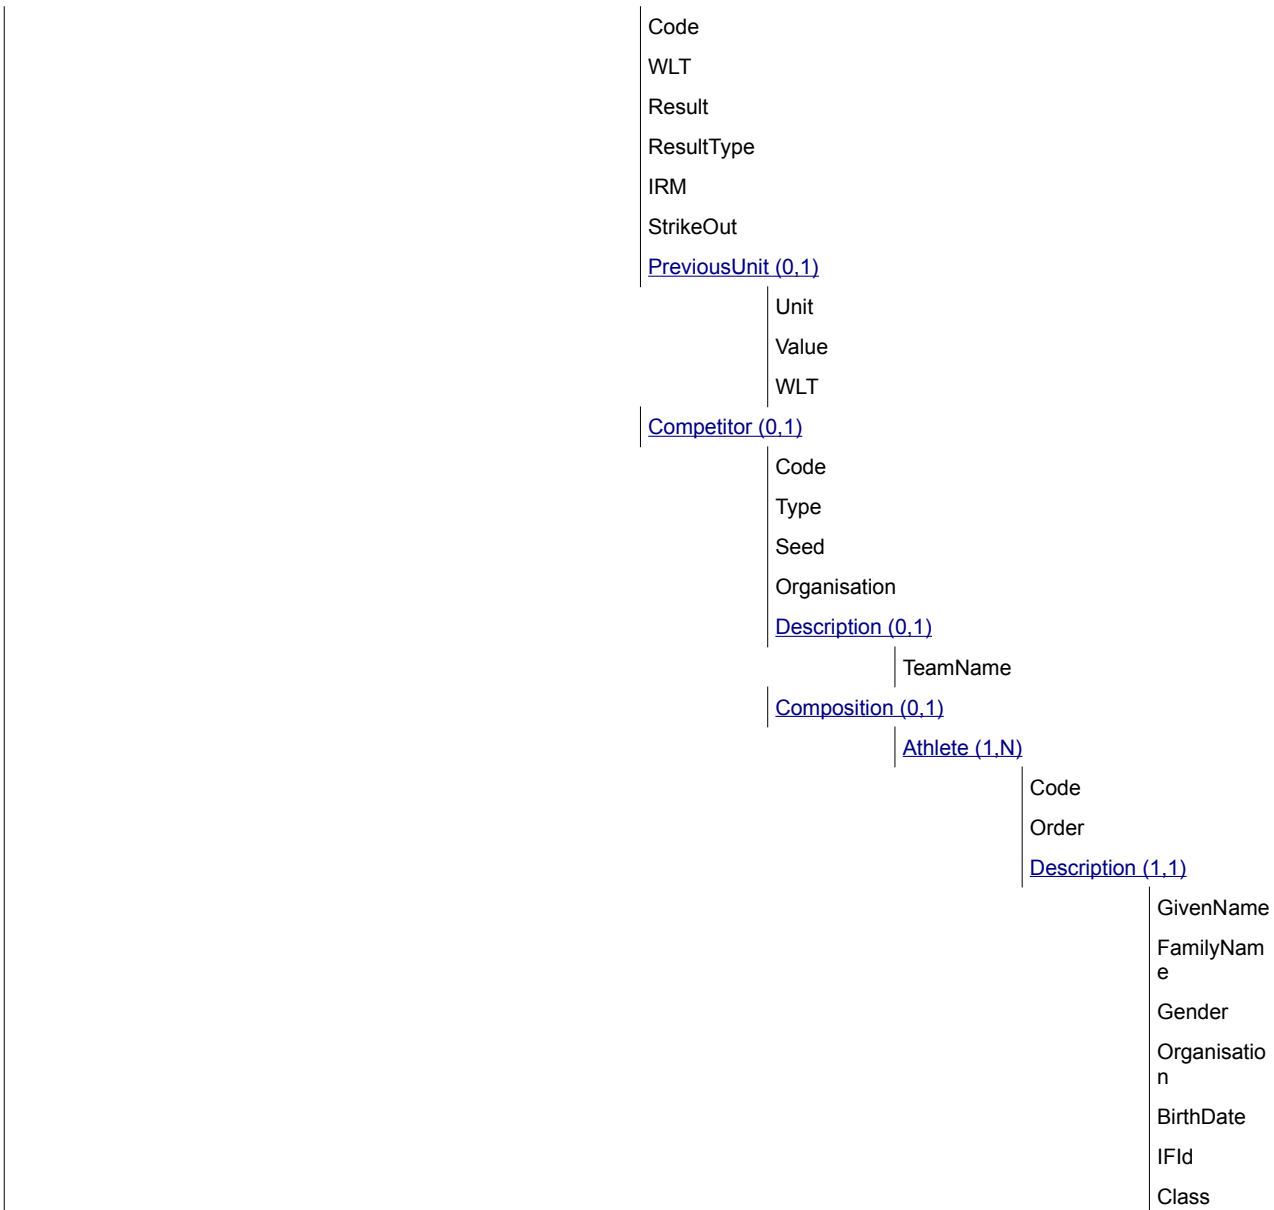 Code
WLT
Result
ResultType
IRM
StrikeOut
PreviousUnit (0,1)
Unit
Value
WLT
Competitor (0,1)
Code
Type
Seed
Organisation
Description (0,1)
TeamName
Composition (0,1)
Athlete (1,N)
Code
Order
Description (1,1)
GivenName
FamilyNam
e
Gender
Organisatio
n
BirthDate
IFId
Class